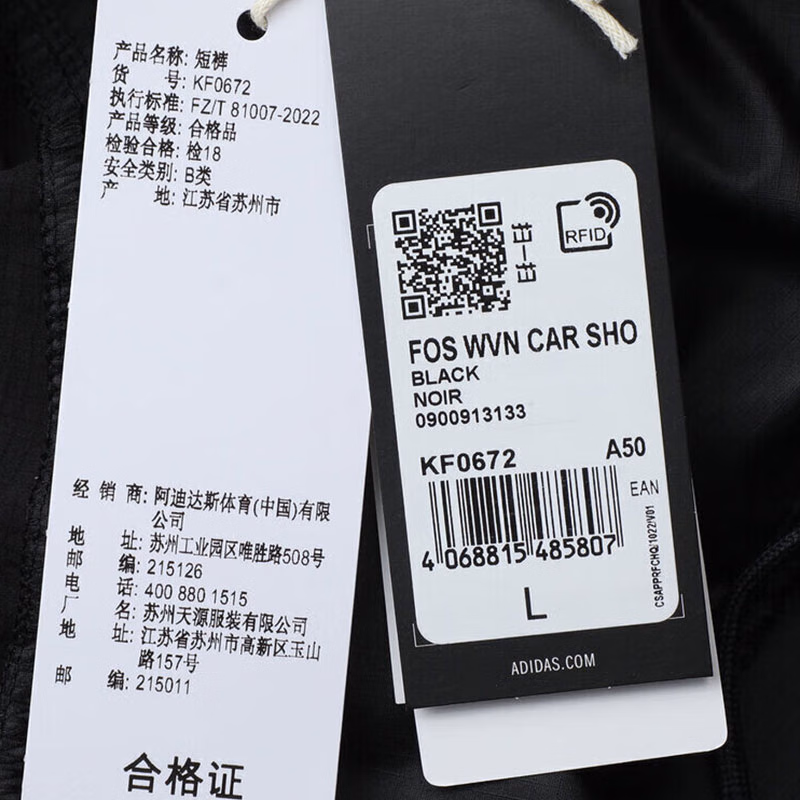 产品名称: 短裤
货 号: KF0672
执行标准: FZ/T 81007-2022
产品等级: 合格品
检验合格: 检18
安全类别: B类
产 地: 江苏省苏州市
经 销 商: 阿迪达斯体育(中国)有限
公司
地 址: 苏州工业园区唯胜路508号
邮 编: 215126
电 话: 400 880 1515
厂 名: 苏州天源服装有限公司
地 址: 江苏省苏州市高新区玉山
路157号
邮 编: 215011
合格证
RFID
FOS WVN CAR SHO
BLACK
NOIR
0900913133
KF0672 A50
EAN
4 068815 485807
CSAPPRFCHQ/1022/V01
L
ADIDAS.COM